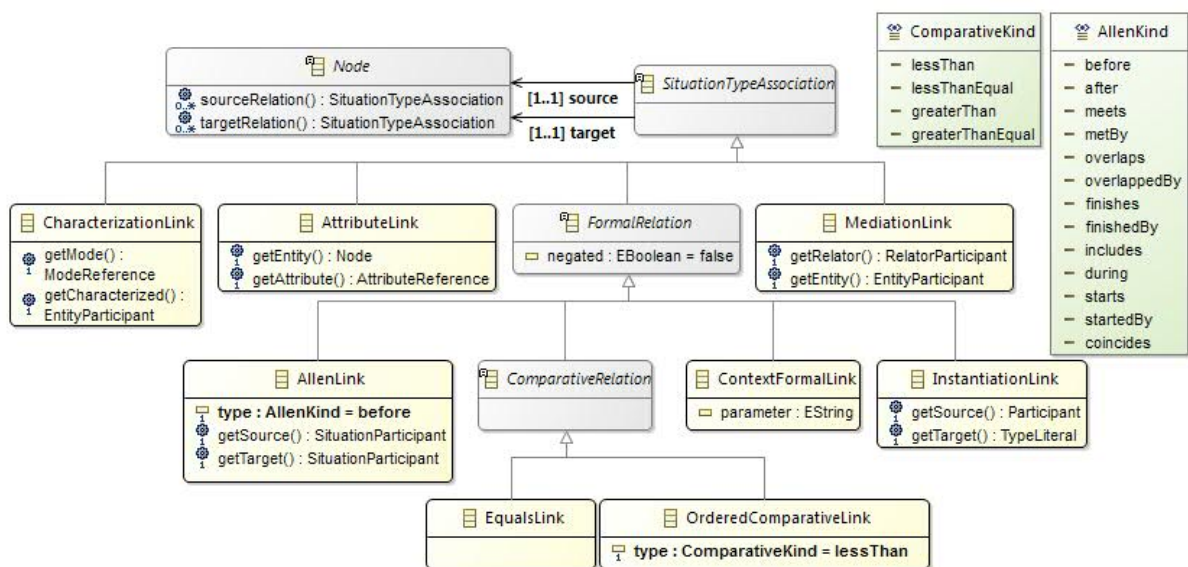 Node
0..* sourceRelation() : SituationTypeAssociation
0..* targetRelation() : SituationTypeAssociation
[1..1] source
[1..1] target
SituationTypeAssociation
ComparativeKind
lessThan
lessThanEqual
greaterThan
greaterThanEqual
AllenKind
before
after
meets
metBy
overlaps
overlappedBy
finishes
finishedBy
includes
during
starts
startedBy
coincides
CharacterizationLink
1 getMode() :
ModeReference
1 getCharacterized() :
EntityParticipant
AttributeLink
1 getEntity() : Node
1 getAttribute() : AttributeReference
FormalRelation
negated : EBoolean = false
MediationLink
1 getRelator() : RelatorParticipant
1 getEntity() : EntityParticipant
AllenLink
1 type : AllenKind = before
1 getSource() : SituationParticipant
1 getTarget() : SituationParticipant
ComparativeRelation
ContextFormalLink
parameter : EString
InstantiationLink
1 getSource() : Participant
1 getTarget() : TypeLiteral
EqualsLink
OrderedComparativeLink
1 type : ComparativeKind = lessThan